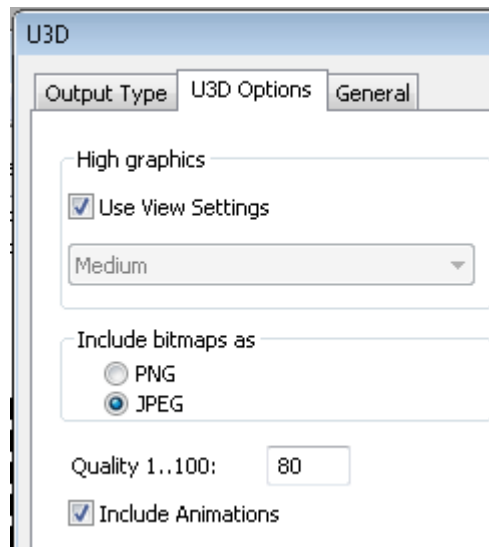 U3D
Output Type U3D Options General
High graphics
Use View Settings
Medium
Include bitmaps as
PNG
JPEG
Quality 1..100: 80
Include Animations